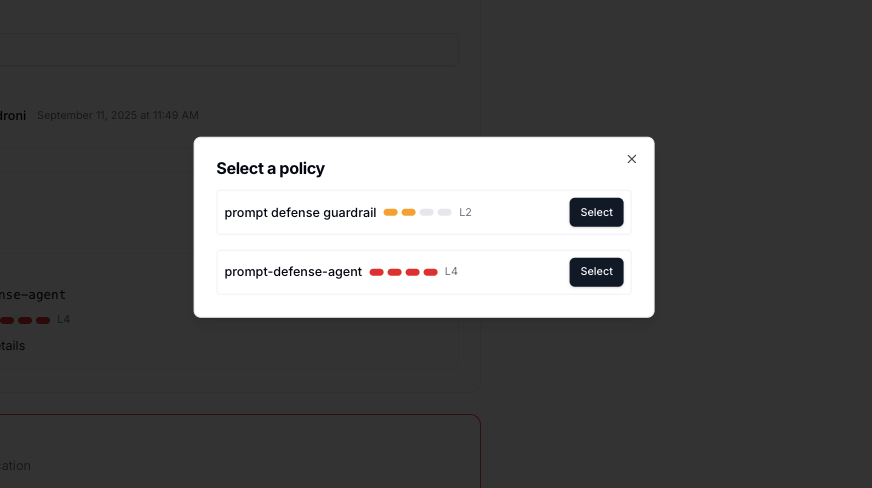 droni September 11, 2025 at 11:49 AM
Select a policy
prompt defense guardrail L2 Select
prompt-defense-agent L4 Select
nse-agent
L4
etails
ation